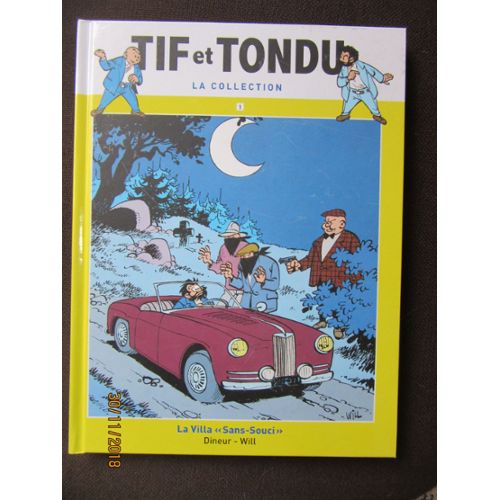 TIF et TONDU
LA COLLECTION
1
WiLL
La Villa «Sans-Souci»
Dineur - Will
30/11/2018